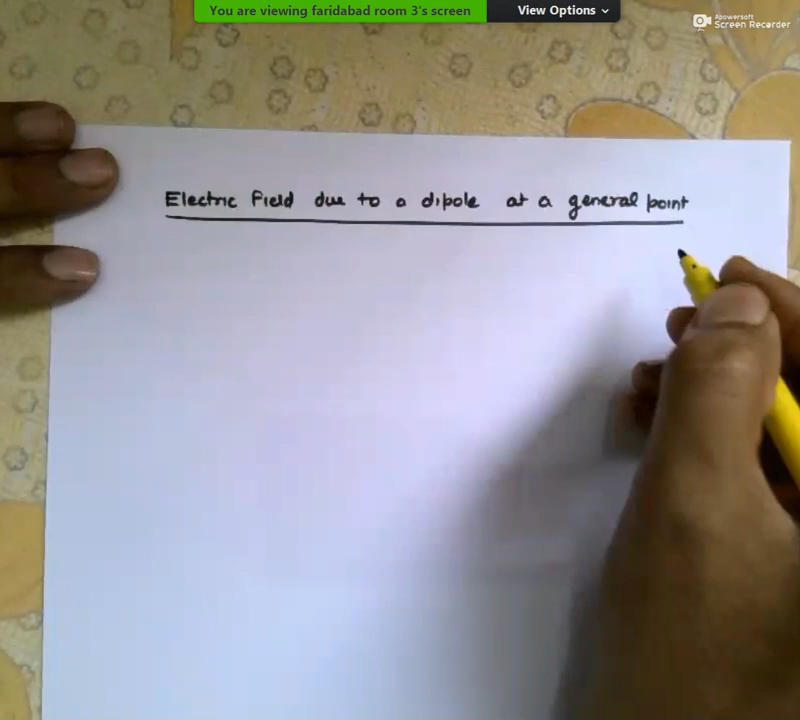 You are viewing faridabad room 3's screen
View Options
Apowersoft
Screen Recorder
Electric Field due to a dipole at a general point